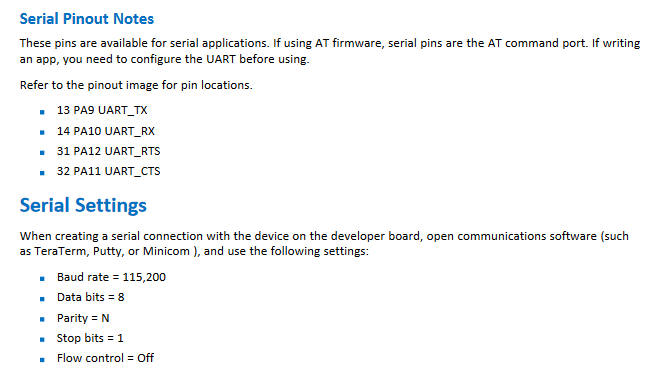 Serial Pinout Notes
These pins are available for serial applications. If using AT firmware, serial pins are the AT command port. If writing
an app, you need to configure the UART before using.
Refer to the pinout image for pin locations.
▪ 13 PA9 UART_TX
▪ 14 PA10 UART_RX
▪ 31 PA12 UART_RTS
▪ 32 PA11 UART_CTS
Serial Settings
When creating a serial connection with the device on the developer board, open communications software (such
as TeraTerm, Putty, or Minicom ), and use the following settings:
▪ Baud rate = 115,200
▪ Data bits = 8
▪ Parity = N
▪ Stop bits = 1
▪ Flow control = Off